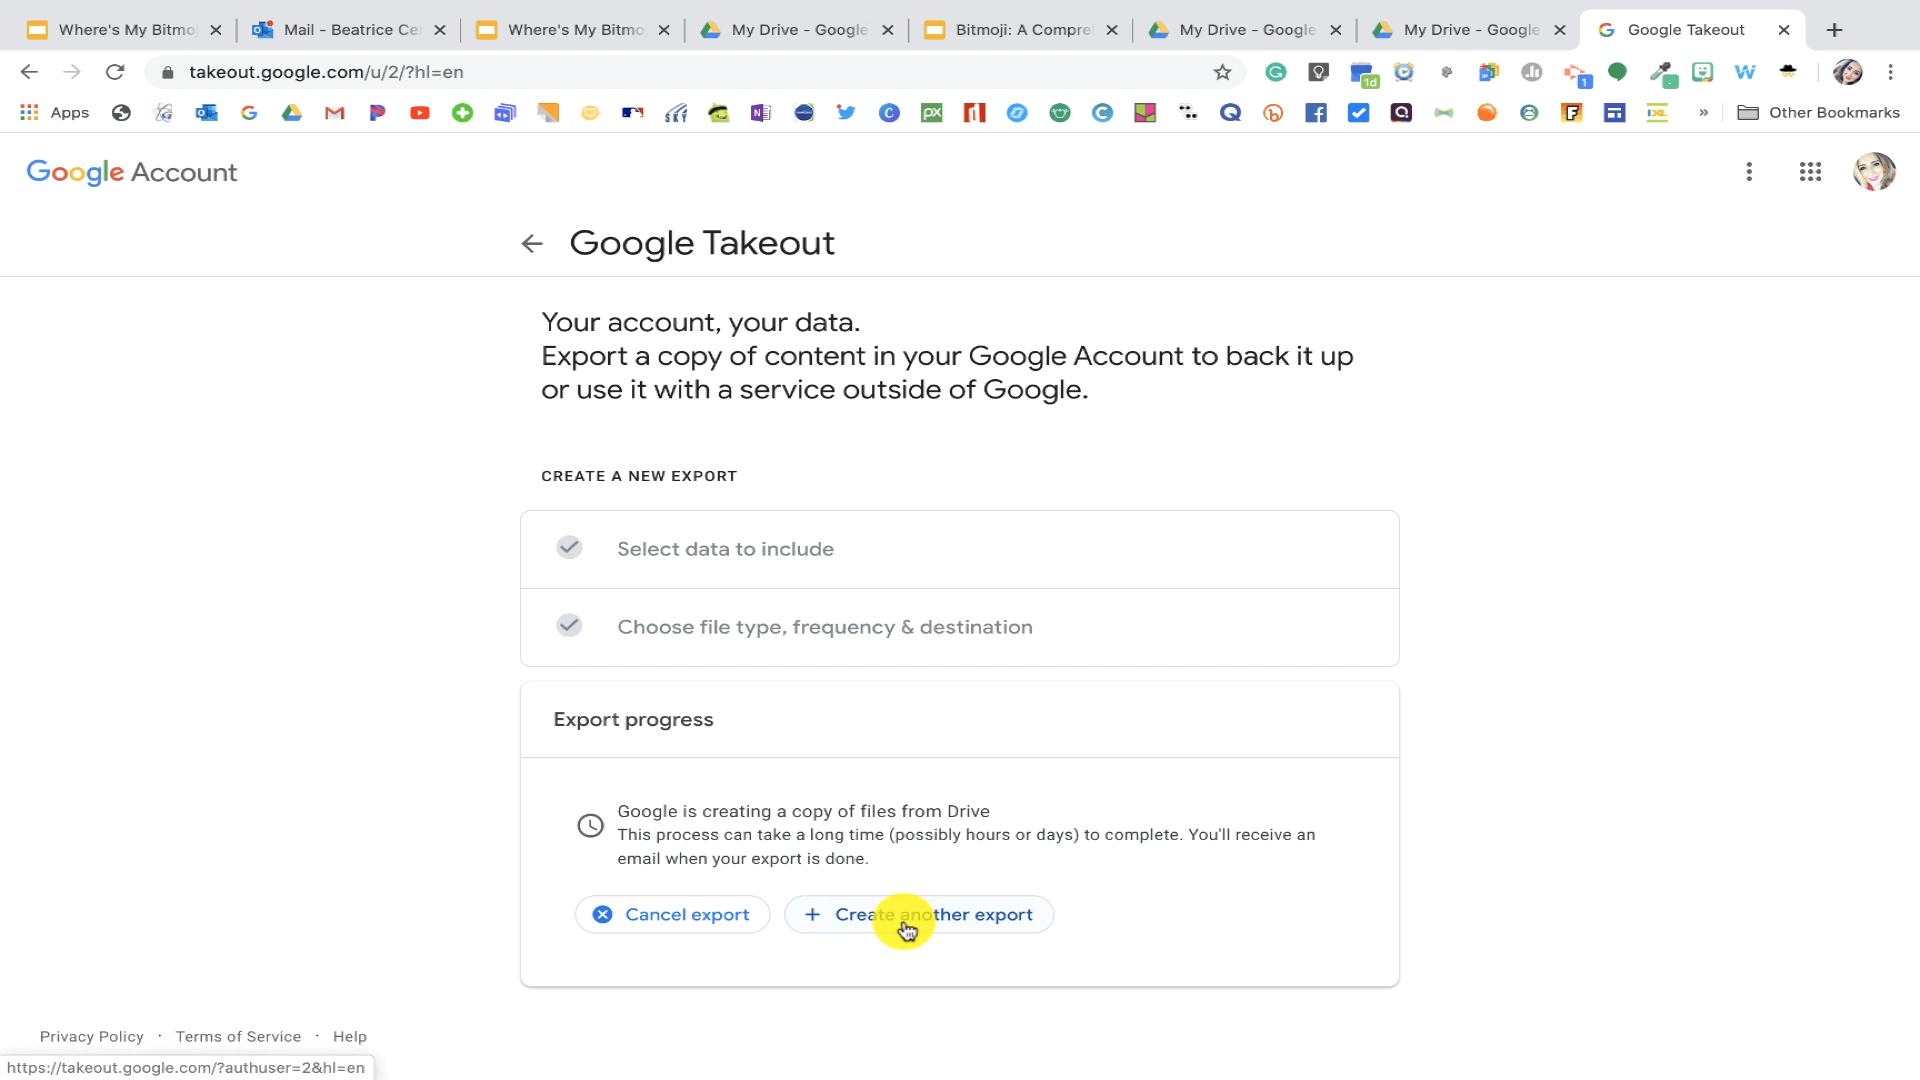 Where's My Bitmo
Mail - Beatrice Cer
Where's My Bitmo
My Drive - Google
Bitmoji: A Compre
My Drive - Google
My Drive - Google
Google Takeout
takeout.google.com/u/2/?hl=en
1d
1
Apps
Other Bookmarks
Google Account
Google Takeout
Your account, your data.
Export a copy of content in your Google Account to back it up
or use it with a service outside of Google.
CREATE A NEW EXPORT
Select data to include
Choose file type, frequency & destination
Export progress
Google is creating a copy of files from Drive
This process can take a long time (possibly hours or days) to complete. You'll receive an
email when your export is done.
Cancel export
Create another export
Privacy Policy · Terms of Service · Help
https://takeout.google.com/?authuser=2&hl=en